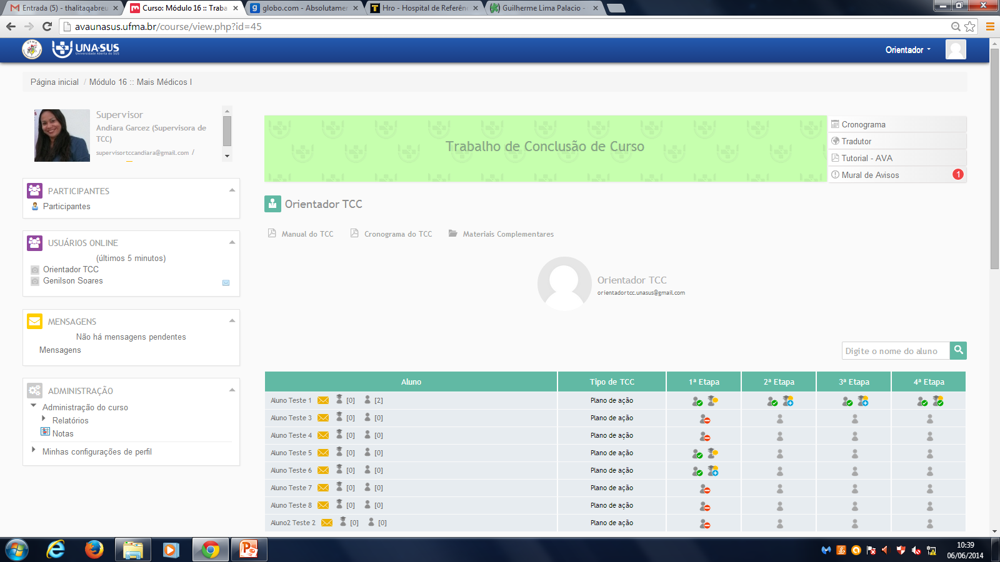 Entrada (5) - thalitaqabreu
Curso: Módulo 16 :: Traba
globo.com - Absolutamen
Hro - Hospital de Referên
Guilherme Lima Palacio -
avaunasus.ufma.br/course/view.php?id=45
UNA-SUS
Universidade Aberta do SUS
Orientador
Página inicial / Módulo 16 :: Mais Médicos I
Supervisor
Andiara Garcez (Supervisora de
TCC)
supervisortccandiara@gmail.com /
Trabalho de Conclusão de Curso
Cronograma
Tradutor
Tutorial - AVA
Mural de Avisos 1
PARTICIPANTES
Participantes
USUÁRIOS ONLINE
(últimos 5 minutos)
Orientador TCC
Genilson Soares
MENSAGENS
Não há mensagens pendentes
Mensagens
ADMINISTRAÇÃO
Administração do curso
Relatórios
Notas
Minhas configurações de perfil
Orientador TCC
Manual do TCC Cronograma do TCC Materiais Complementares
Orientador TCC
orientadortcc.unasus@gmail.com
Digite o nome do aluno
Aluno Tipo de TCC 1ª Etapa 2ª Etapa 3ª Etapa 4ª Etapa
Aluno Teste 1 [0] [2] Plano de ação
Aluno Teste 3 [0] [0] Plano de ação
Aluno Teste 4 [0] [0] Plano de ação
Aluno Teste 5 [0] [0] Plano de ação
Aluno Teste 6 [0] [0] Plano de ação
Aluno Teste 7 [0] [0] Plano de ação
Aluno Teste 8 [0] [0] Plano de ação
Aluno2 Teste 2 [0] [0] Plano de ação
10:39
06/06/2014